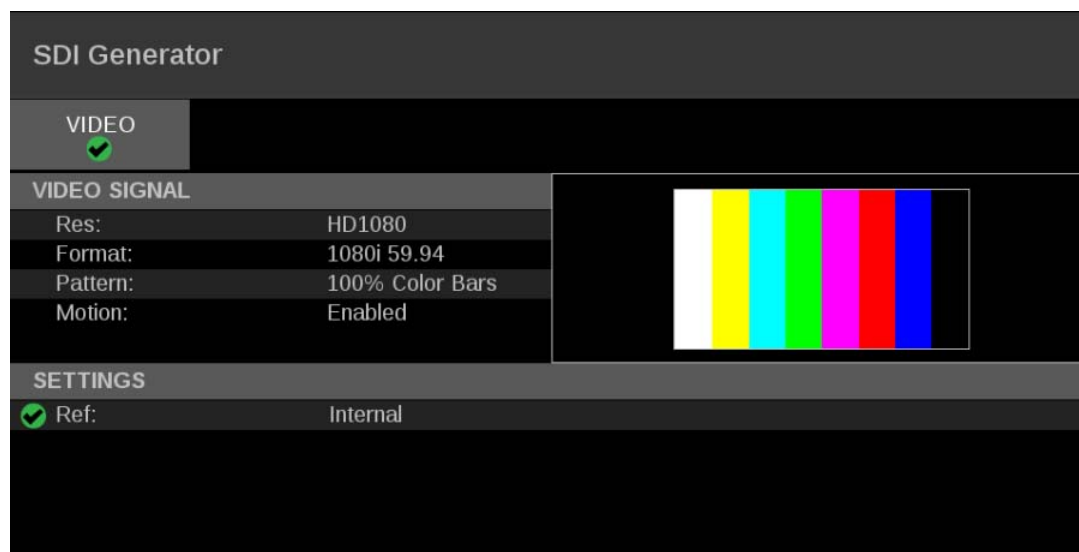 SDI Generator
VIDEO
VIDEO SIGNAL
Res: HD1080
Format: 1080i 59.94
Pattern: 100% Color Bars
Motion: Enabled
SETTINGS
Ref: Internal